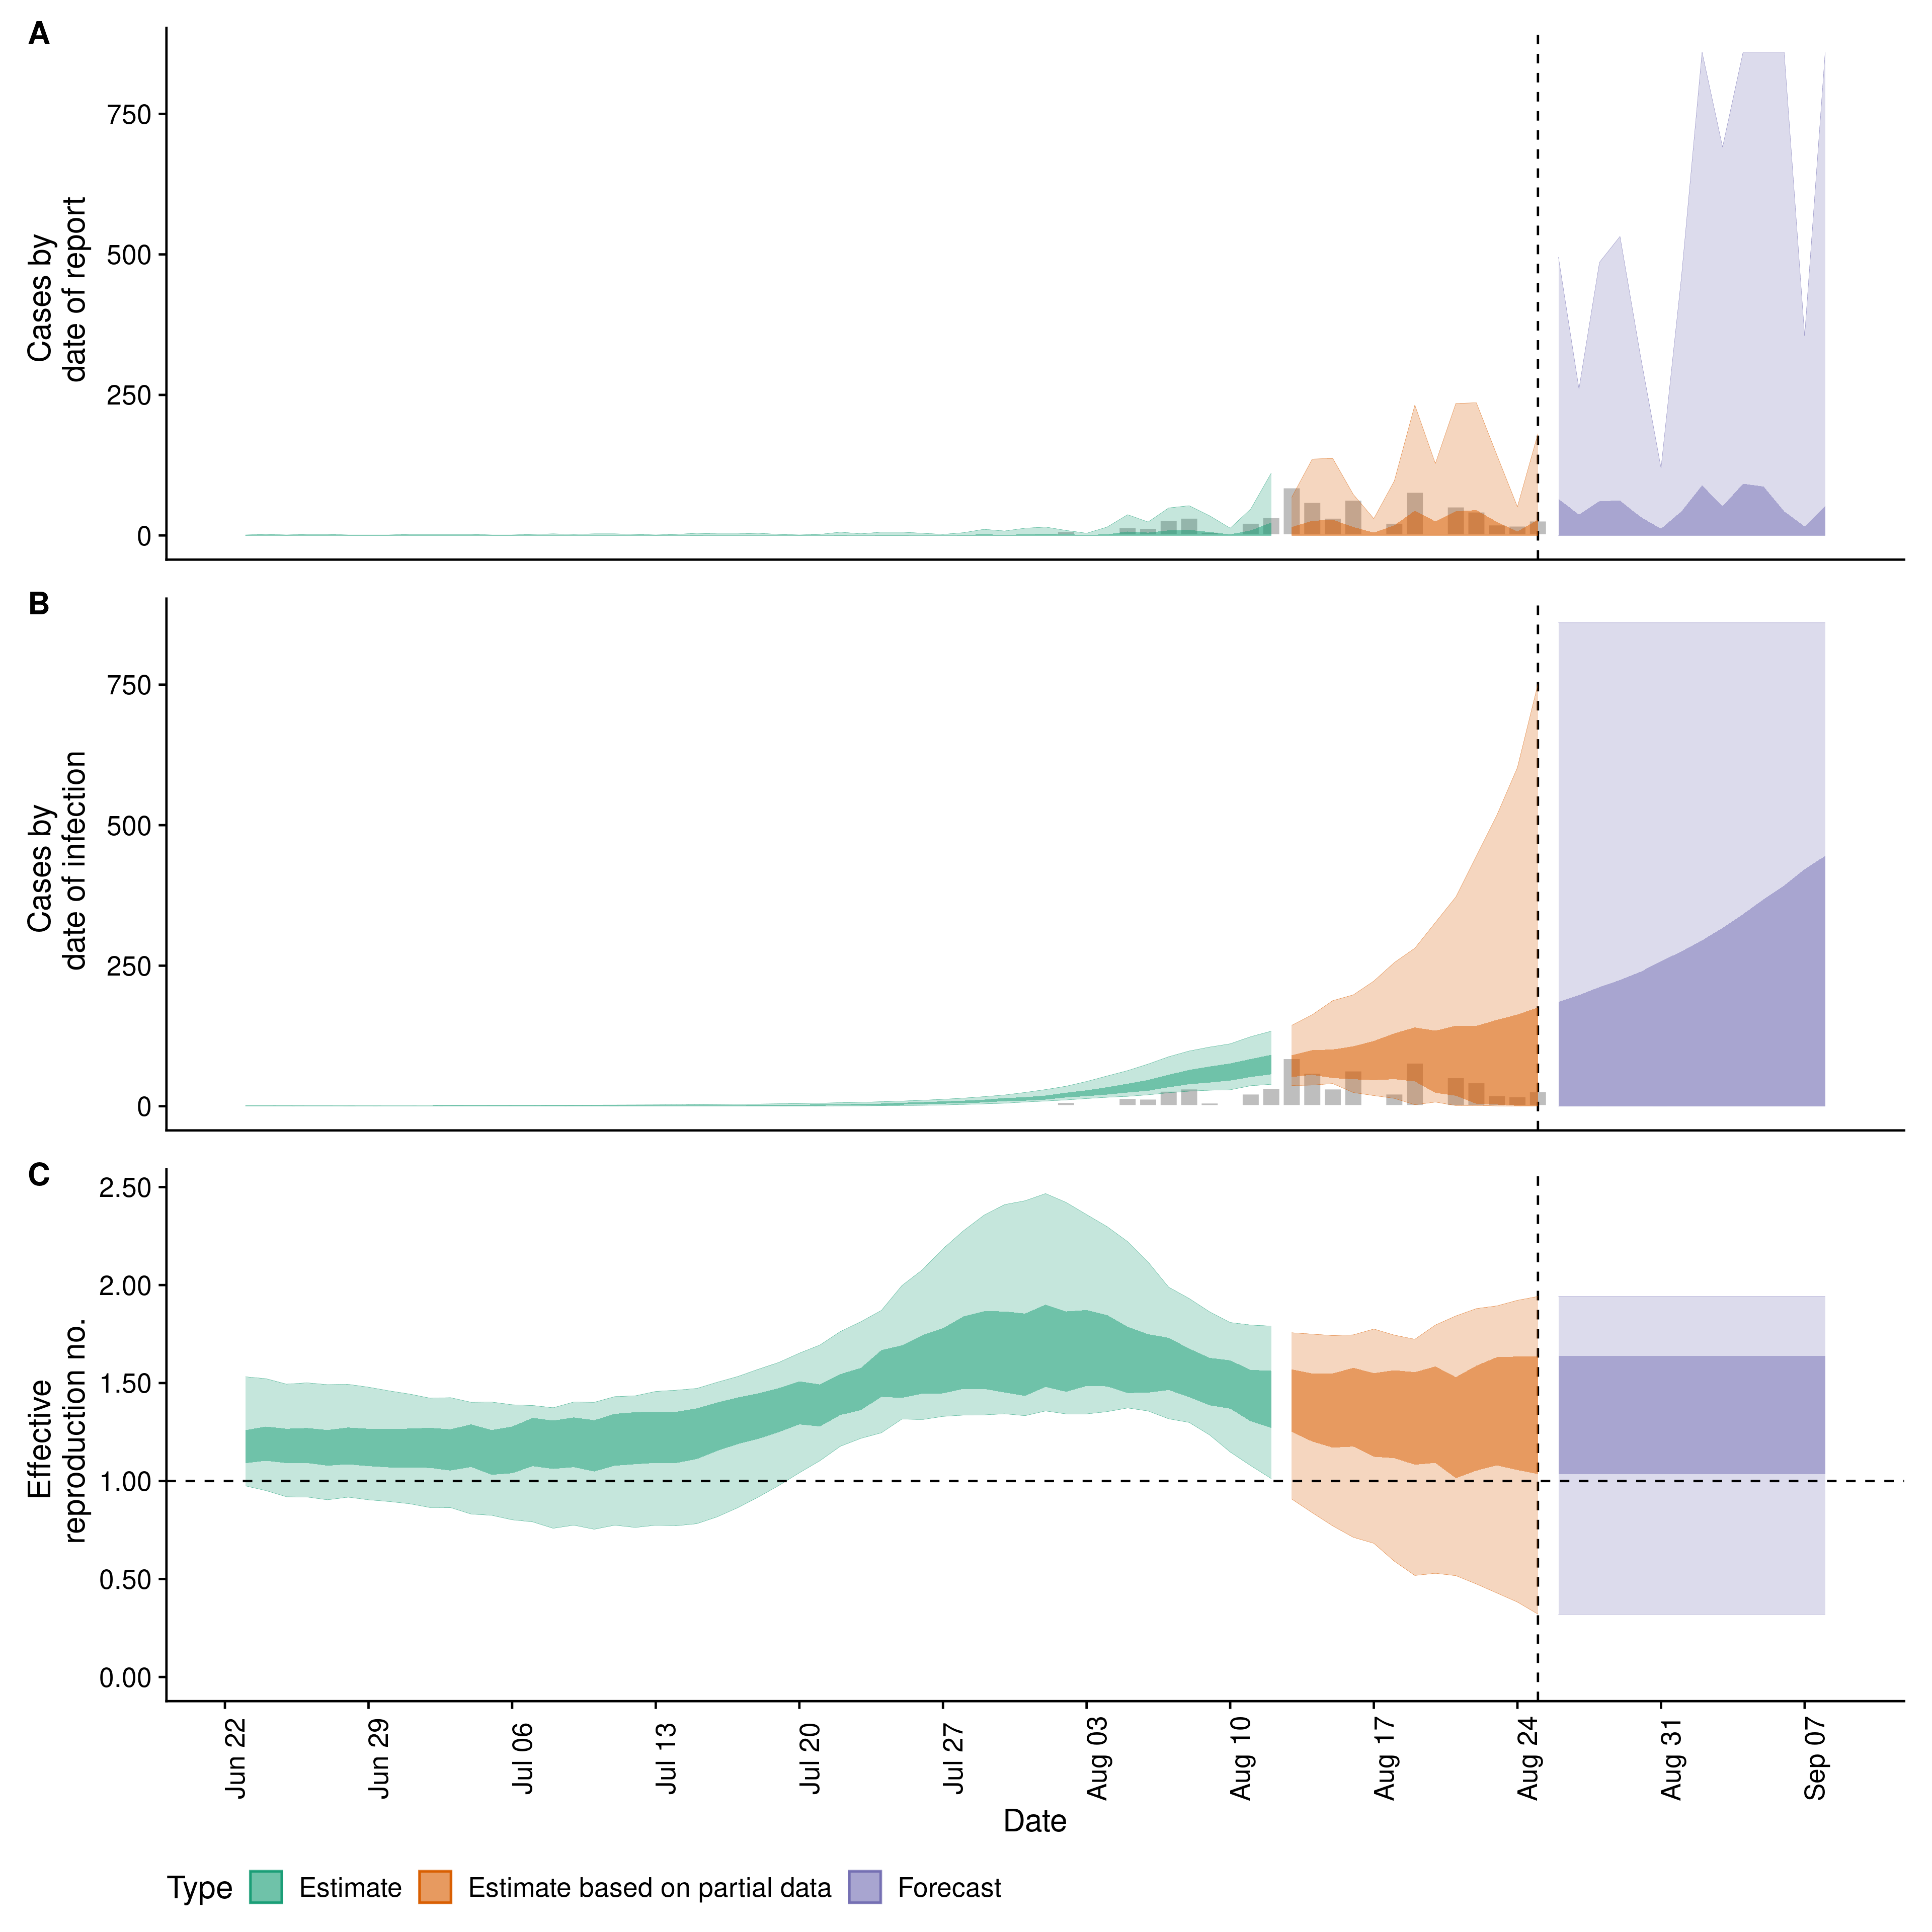 A
Cases by
date of report
750
500
250
0
B
Cases by
date of infection
750
500
250
0
C
Effective
reproduction no.
2.50
2.00
1.50
1.00
0.50
0.00
Jun 22
Jun 29
Jul 06
Jul 13
Jul 20
Jul 27
Aug 03
Aug 10
Aug 17
Aug 24
Aug 31
Sep 07
Date
Type Estimate Estimate based on partial data Forecast